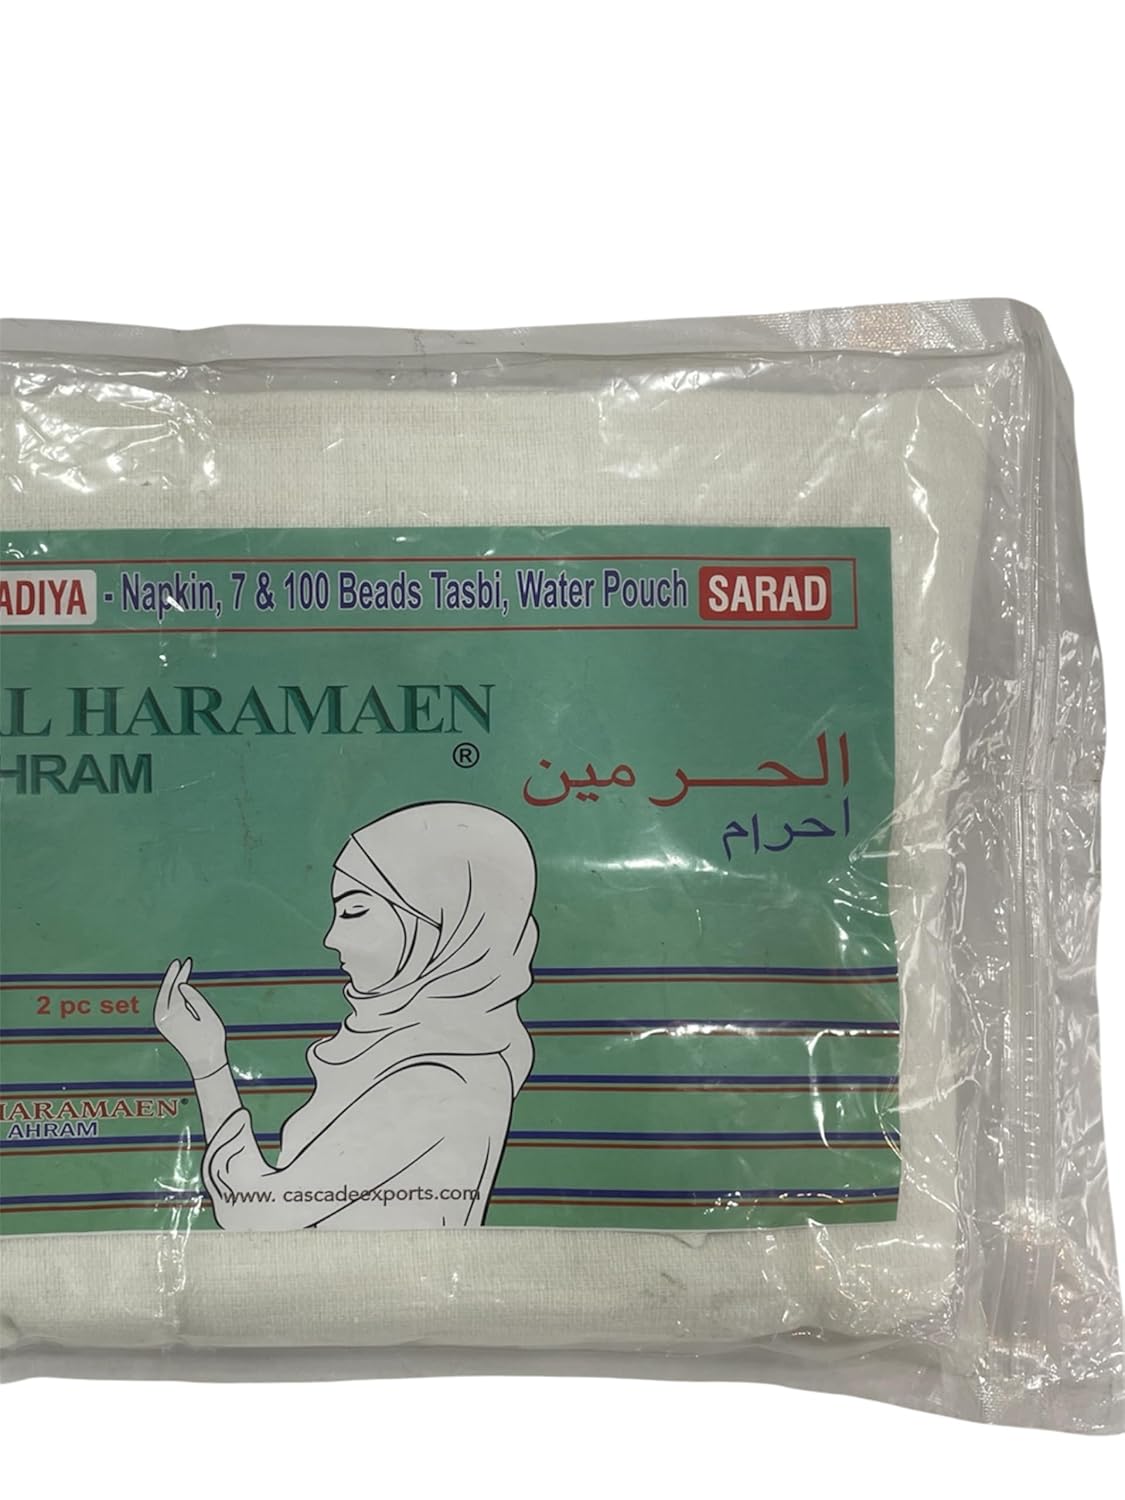 ADIYA - Napkin, 7 & 100 Beads Tasbi, Water Pouch SARAD
AL HARAMAEN
®
HRAM
الحرمين
احرام
2 pc set
HARAMAEN®
AHRAM
www. cascadeexports.com